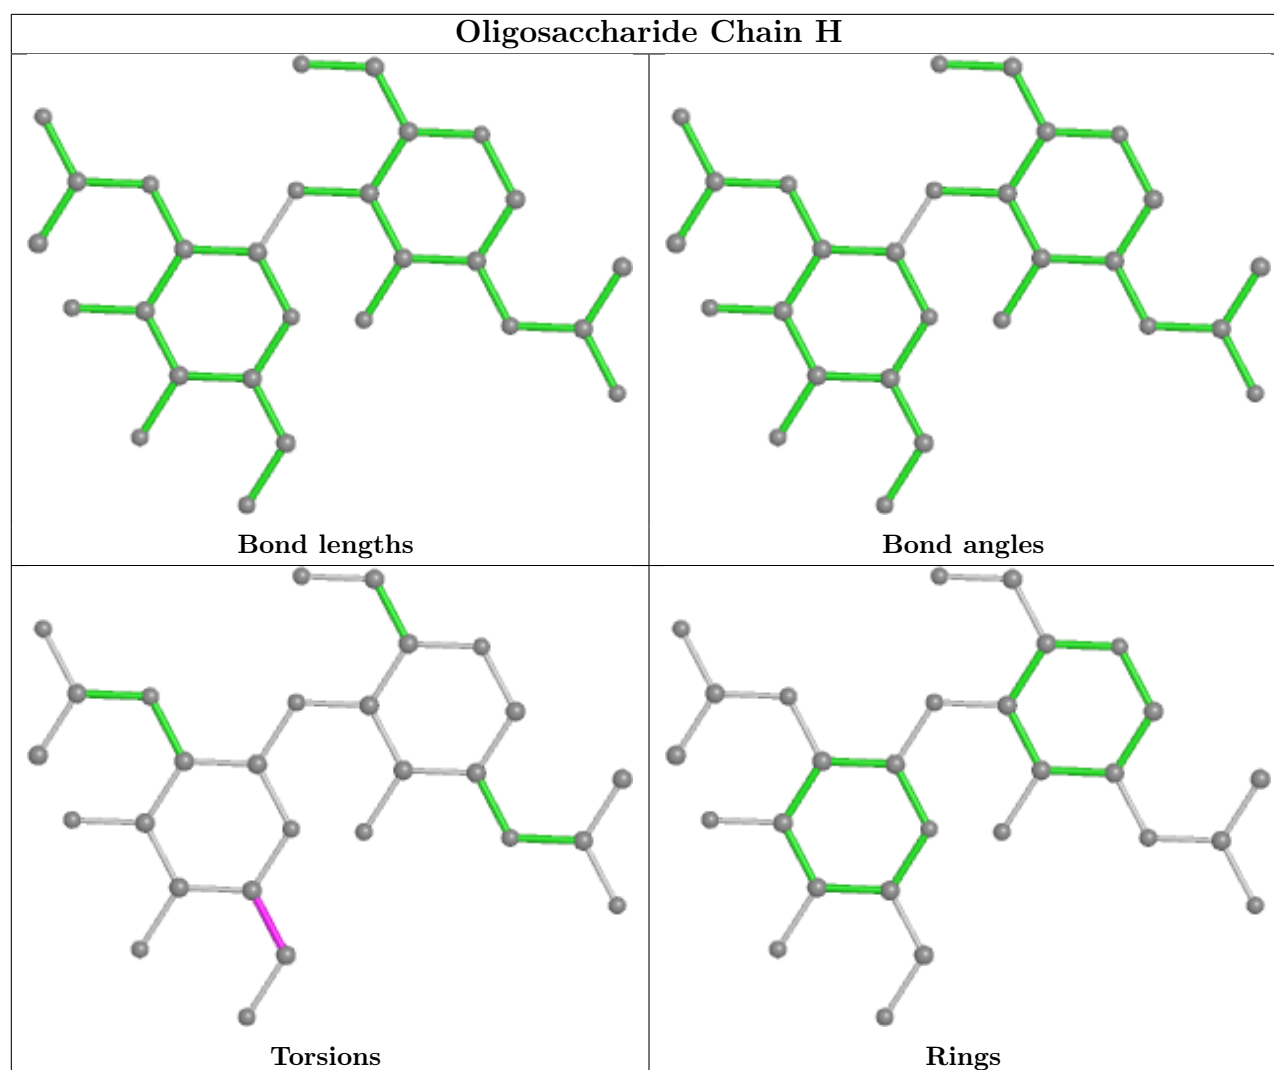 Oligosaccharide Chain H
Bond lengths
Bond angles
Torsions
Rings